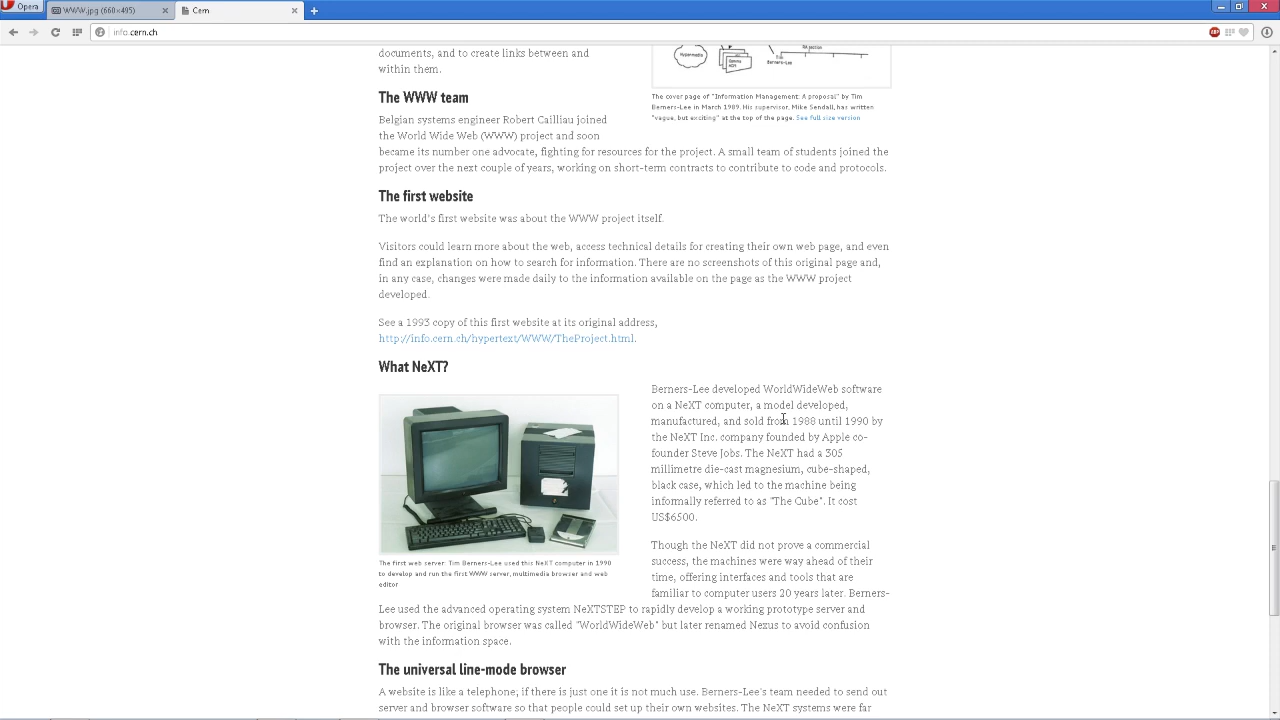 Opera
WWW.jpg (660×495)
Cern
info.cern.ch
documents, and to create links between and
within them.
Hypermedia
Comma
ACM
RA section
Tim
Berners-Lee
The cover page of "Information Management: A proposal" by Tim
Berners-Lee in March 1989. His supervisor, Mike Sendall, has written
"vague, but exciting" at the top of the page. See full size version
The WWW team
Belgian systems engineer Robert Cailliau joined
the World Wide Web (WWW) project and soon
became its number one advocate, fighting for resources for the project. A small team of students joined the
project over the next couple of years, working on short-term contracts to contribute to code and protocols.
The first website
The world's first website was about the WWW project itself.
Visitors could learn more about the web, access technical details for creating their own web page, and even
find an explanation on how to search for information. There are no screenshots of this original page and,
in any case, changes were made daily to the information available on the page as the WWW project
developed.
See a 1993 copy of this first website at its original address,
http://info.cern.ch/hypertext/WWW/TheProject.html.
What NeXT?
Berners-Lee developed WorldWideWeb software
on a NeXT computer, a model developed,
manufactured, and sold from 1988 until 1990 by
the NeXT Inc. company founded by Apple co-
founder Steve Jobs. The NeXT had a 305
millimetre die-cast magnesium, cube-shaped,
black case, which led to the machine being
informally referred to as "The Cube". It cost
US$6500.
The first web server: Tim Berners-Lee used this NeXT computer in 1990
to develop and run the first WWW server, multimedia browser and web
editor
Though the NeXT did not prove a commercial
success, the machines were way ahead of their
time, offering interfaces and tools that are
familiar to computer users 20 years later. Berners-
Lee used the advanced operating system NeXTSTEP to rapidly develop a working prototype server and
browser. The original browser was called "WorldWideWeb" but later renamed Nexus to avoid confusion
with the information space.
The universal line-mode browser
A website is like a telephone; if there is just one it is not much use. Berners-Lee's team needed to send out
server and browser software so that people could set up their own websites. The NeXT systems were far